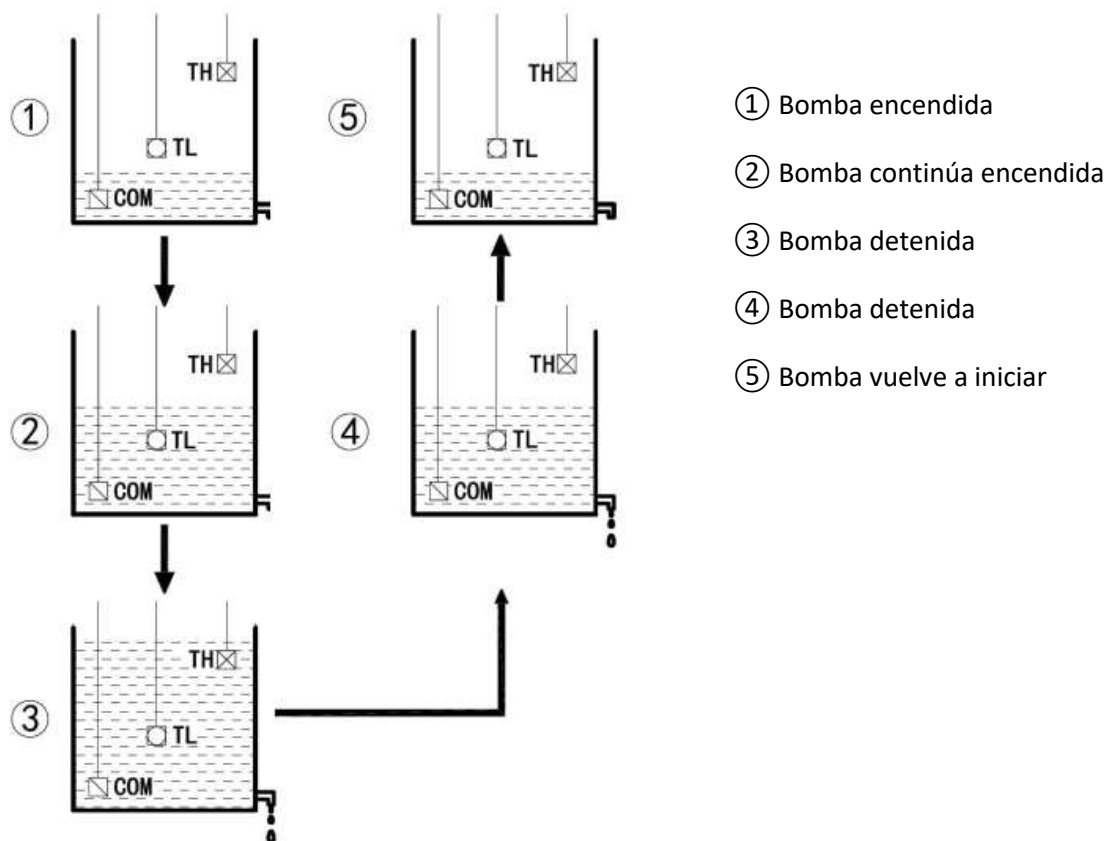 TH
① TL
COM
TH
⑤ TL
COM
TH
② TL
COM
TH
④ TL
COM
TH
③ TL
COM
① Bomba encendida
② Bomba continúa encendida
③ Bomba detenida
④ Bomba detenida
⑤ Bomba vuelve a iniciar